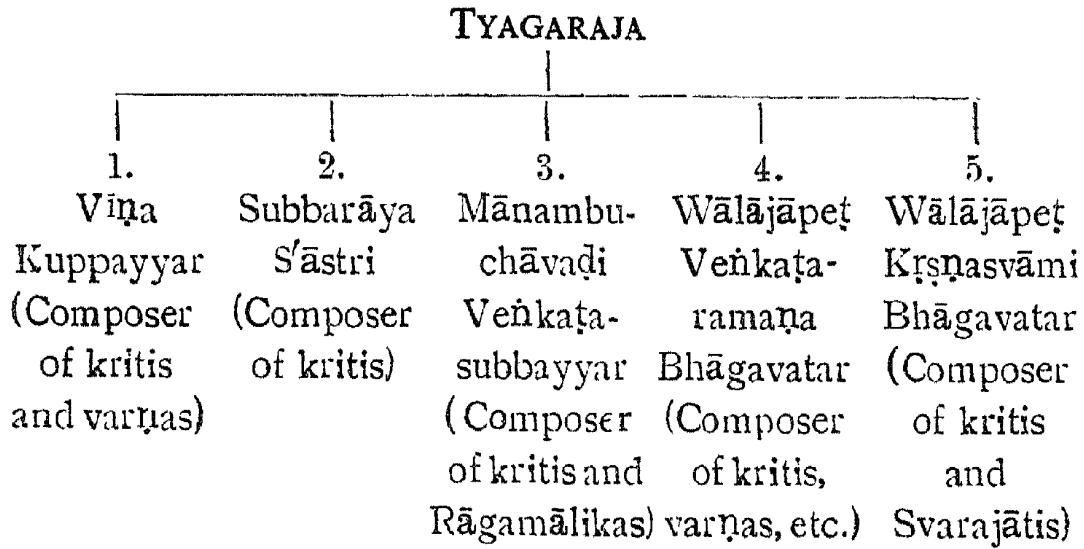 TYAGARAJA
1. 2. 3. 4. 5.
Vīṇa Subbarāya Mānambu- Wālājāpeṭ Wālājāpeṭ
Kuppayyar S'āstri chāvaḍi Veṅkaṭa- Kṛṣṇasvāmi
(Composer (Composer Veṅkaṭa- ramaṇa Bhāgavatar
of kritis of kritis) subbayyar Bhāgavatar (Composer
and varṇas) (Composer (Composer of kritis
of kritis and of kritis, and
Rāgamālikas) varṇas, etc.) Svarajātis)